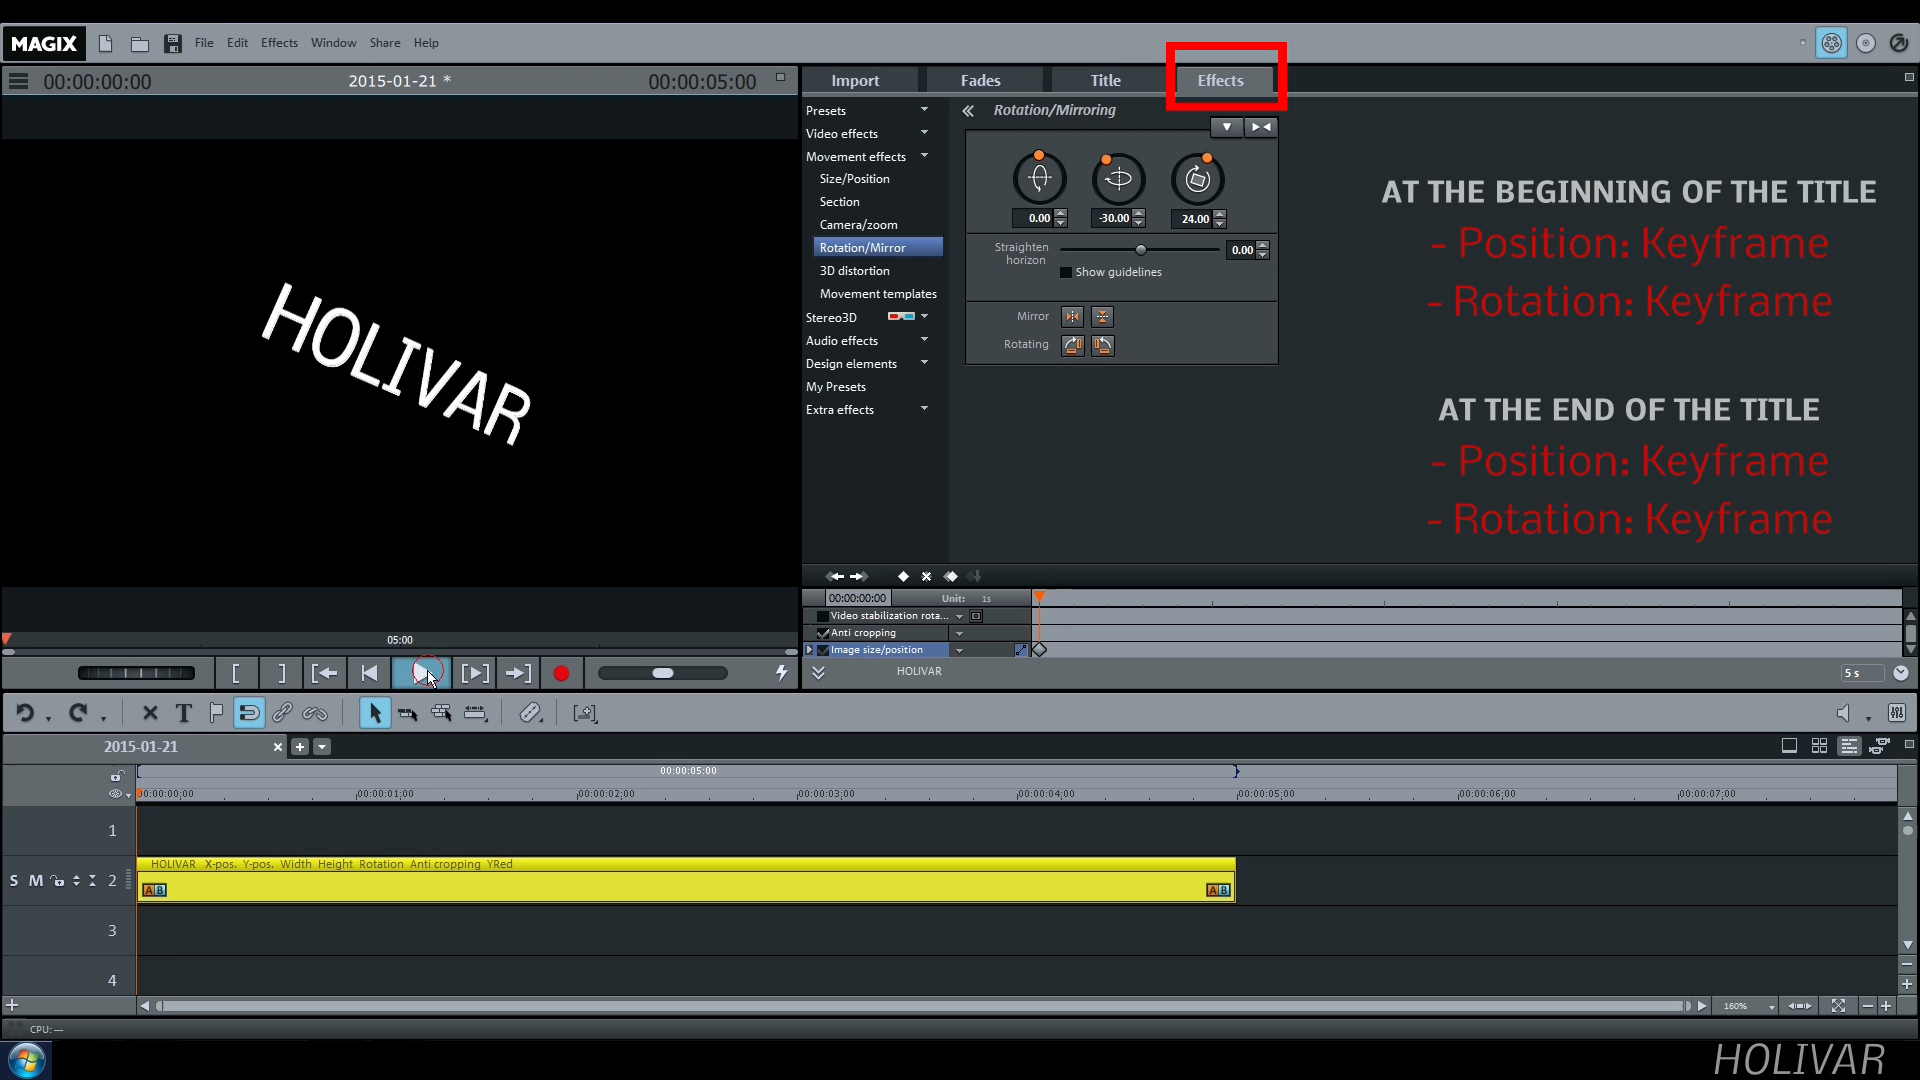 MAGIX File Edit Effects Window Share Help
00:00:00:00 2015-01-21 * 00:00:05:00
Import Fades Title Effects
Presets
Video effects
Movement effects
Size/Position
Section
Camera/zoom
Rotation/Mirror
3D distortion
Movement templates
Stereo3D
Audio effects
Design elements
My Presets
Extra effects
Rotation/Mirroring
0.00 -30.00 24.00
Straighten horizon 0.00
Show guidelines
Mirror
Rotating
AT THE BEGINNING OF THE TITLE
- Position: Keyframe
- Rotation: Keyframe
AT THE END OF THE TITLE
- Position: Keyframe
- Rotation: Keyframe
HOLIVAR
05:00
00:00:00:00 Unit: 1s
Video stabilization rota...
Anti cropping
Image size/position
HOLIVAR 5 s
2015-01-21
00:00:05:00
00:00:00;00 00:00:01;00 00:00:02;00 00:00:03;00 00:00:04;00 00:00:05;00 00:00:06;00 00:00:07;00
1
HOLIVAR X-pos. Y-pos. Width Height Rotation Anti cropping YRed
S M 2
A B A B
3
4
160%
CPU: —
HOLIVAR